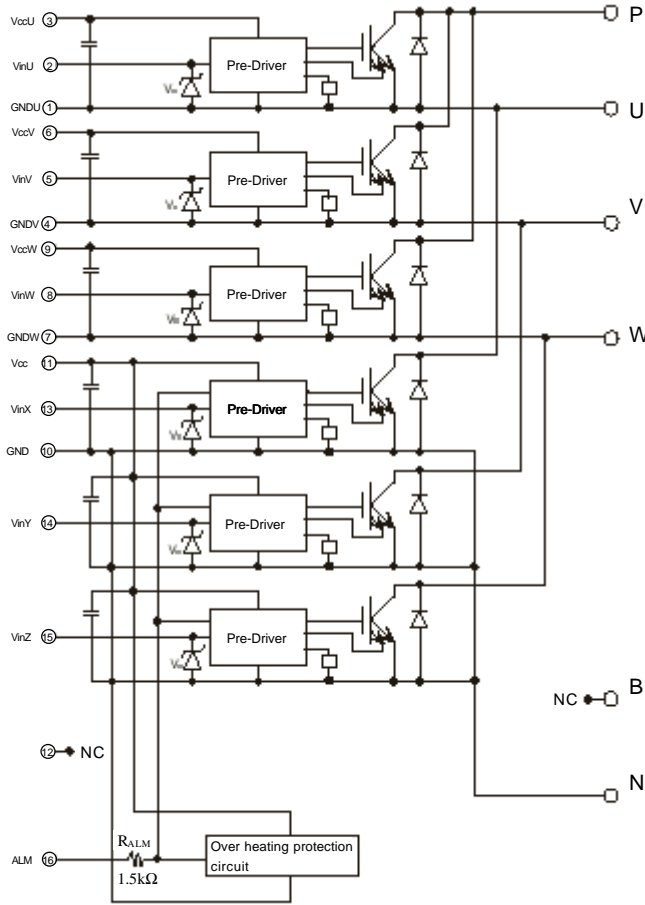 VccU 3
P
VinU 2
Pre-Driver
GNDU 1
U
VccV 6
VinV 5
Pre-Driver
GNDV 4
V
VccW 9
VinW 8
Pre-Driver
GNDW 7
W
Vcc 11
VinX 13
Pre-Driver
GND 10
VinY 14
Pre-Driver
VinZ 15
Pre-Driver
B
NC
12 NC
N
RALM
ALM 16
1.5kΩ
Over heating protection
circuit